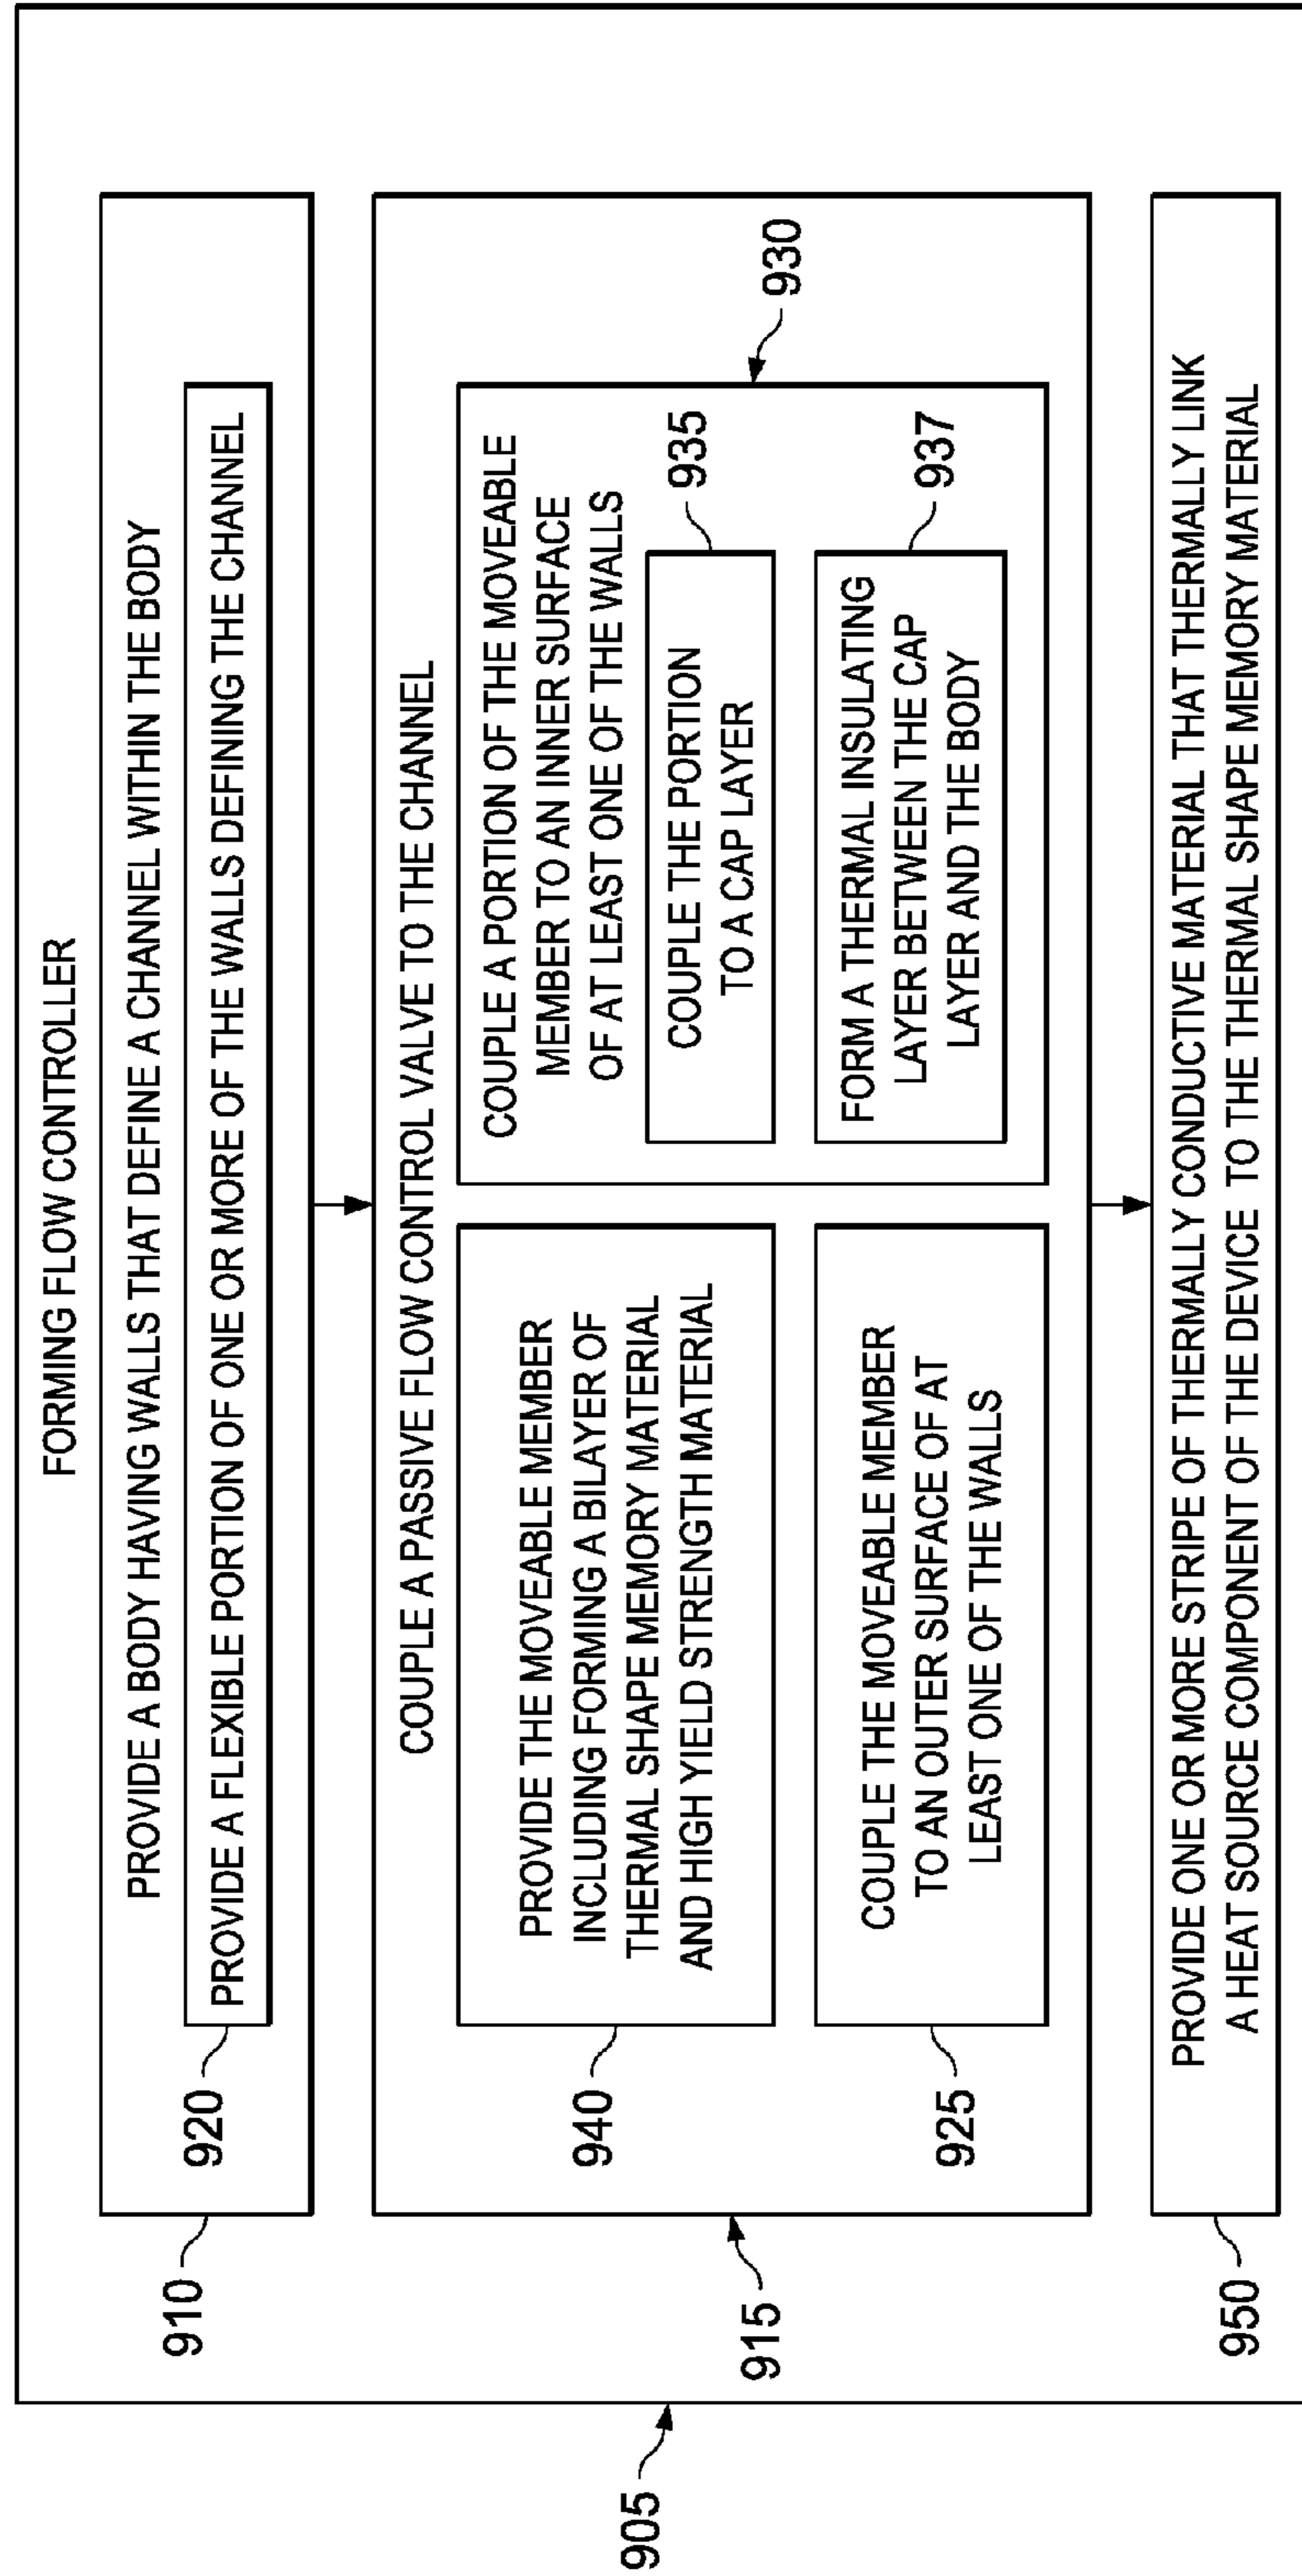 FORMING FLOW CONTROLLER
PROVIDE A BODY HAVING WALLS THAT DEFINE A CHANNEL WITHIN THE BODY
PROVIDE A FLEXIBLE PORTION OF ONE OR MORE OF THE WALLS DEFINING THE CHANNEL
920
910
COUPLE A PASSIVE FLOW CONTROL VALVE TO THE CHANNEL
PROVIDE THE MOVEABLE MEMBER
INCLUDING FORMING A BILAYER OF
THERMAL SHAPE MEMORY MATERIAL
AND HIGH YIELD STRENGTH MATERIAL
940
COUPLE THE MOVEABLE MEMBER
TO AN OUTER SURFACE OF AT
LEAST ONE OF THE WALLS
925
COUPLE A PORTION OF THE MOVEABLE
MEMBER TO AN INNER SURFACE
OF AT LEAST ONE OF THE WALLS
930
COUPLE THE PORTION
TO A CAP LAYER
935
FORM A THERMAL INSULATING
LAYER BETWEEN THE CAP
LAYER AND THE BODY
937
915
PROVIDE ONE OR MORE STRIPE OF THERMALLY CONDUCTIVE MATERIAL THAT THERMALLY LINK
A HEAT SOURCE COMPONENT OF THE DEVICE TO THE THERMAL SHAPE MEMORY MATERIAL
950
905